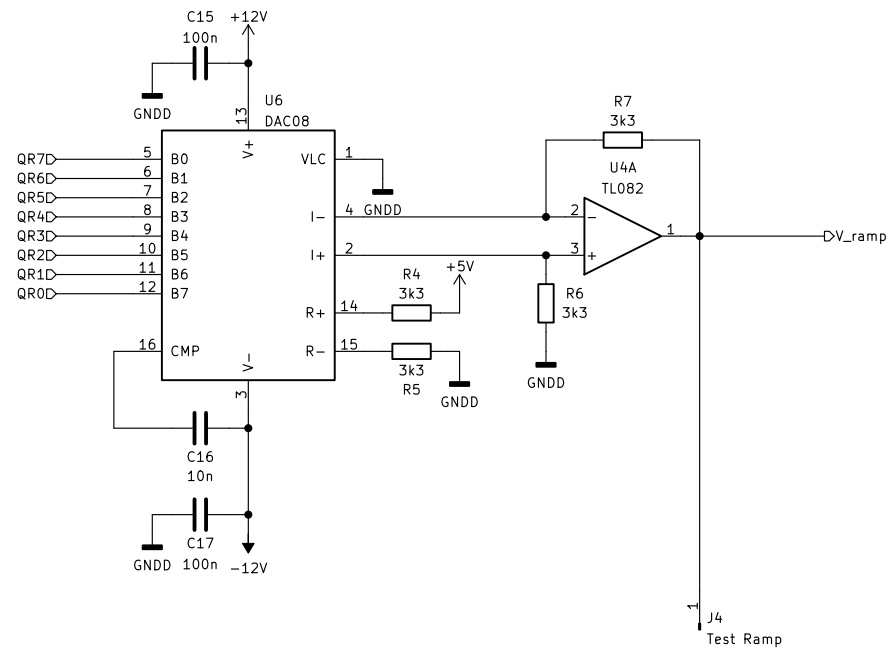 C15
100n
+12V
GNDD
13
U6
DAC08
V+
QR7 5 B0
QR6 6 B1
QR5 7 B2
QR4 8 B3
QR3 9 B4
QR2 10 B5
QR1 11 B6
QR0 12 B7
16 CMP
VLC 1
GNDD
I- 4
I+ 2
R+ 14
R- 15
V-
3
R4
3k3
+5V
3k3
R5
GNDD
R7
3k3
U4A
TL082
2 -
3 +
1
V_ramp
R6
3k3
GNDD
C16
10n
GNDD
C17
100n
-12V
1
J4
Test Ramp